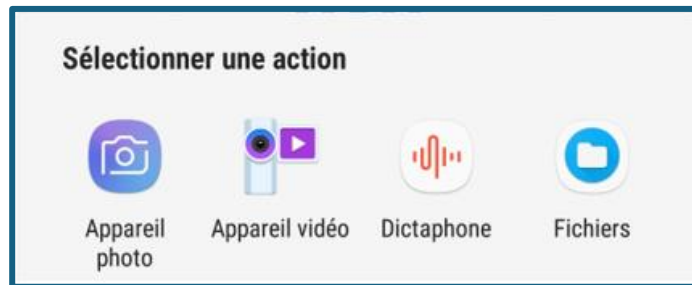 Sélectionner une action
Appareil photo
Appareil vidéo
Dictaphone
Fichiers